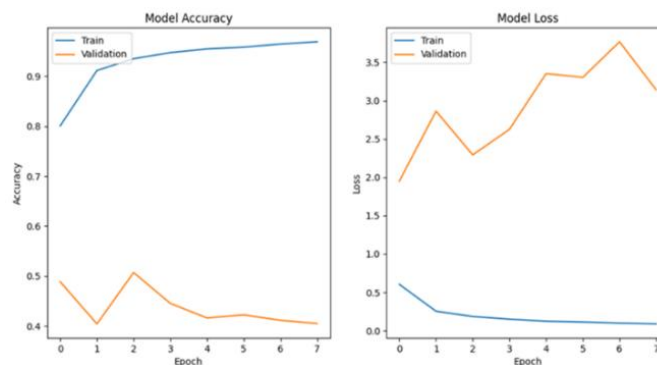 Model Accuracy
Train
Validation
Accuracy
0.9
0.8
0.7
0.6
0.5
0.4
0 1 2 3 4 5 6 7
Epoch
Model Loss
Train
Validation
Loss
3.5
3.0
2.5
2.0
1.5
1.0
0.5
0.0
0 1 2 3 4 5 6 7
Epoch